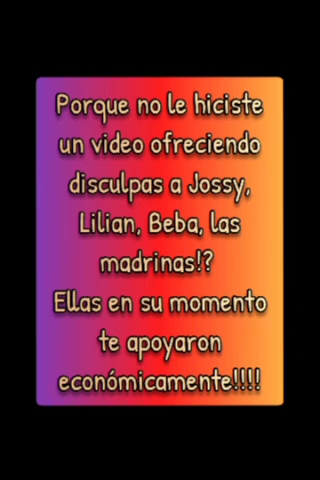 Porque no le hiciste
un video ofreciendo
disculpas a Jossy,
Lilian, Beba, las
madrinas!?
Ellas en su momento
te apoyaron
económicamente!!!!